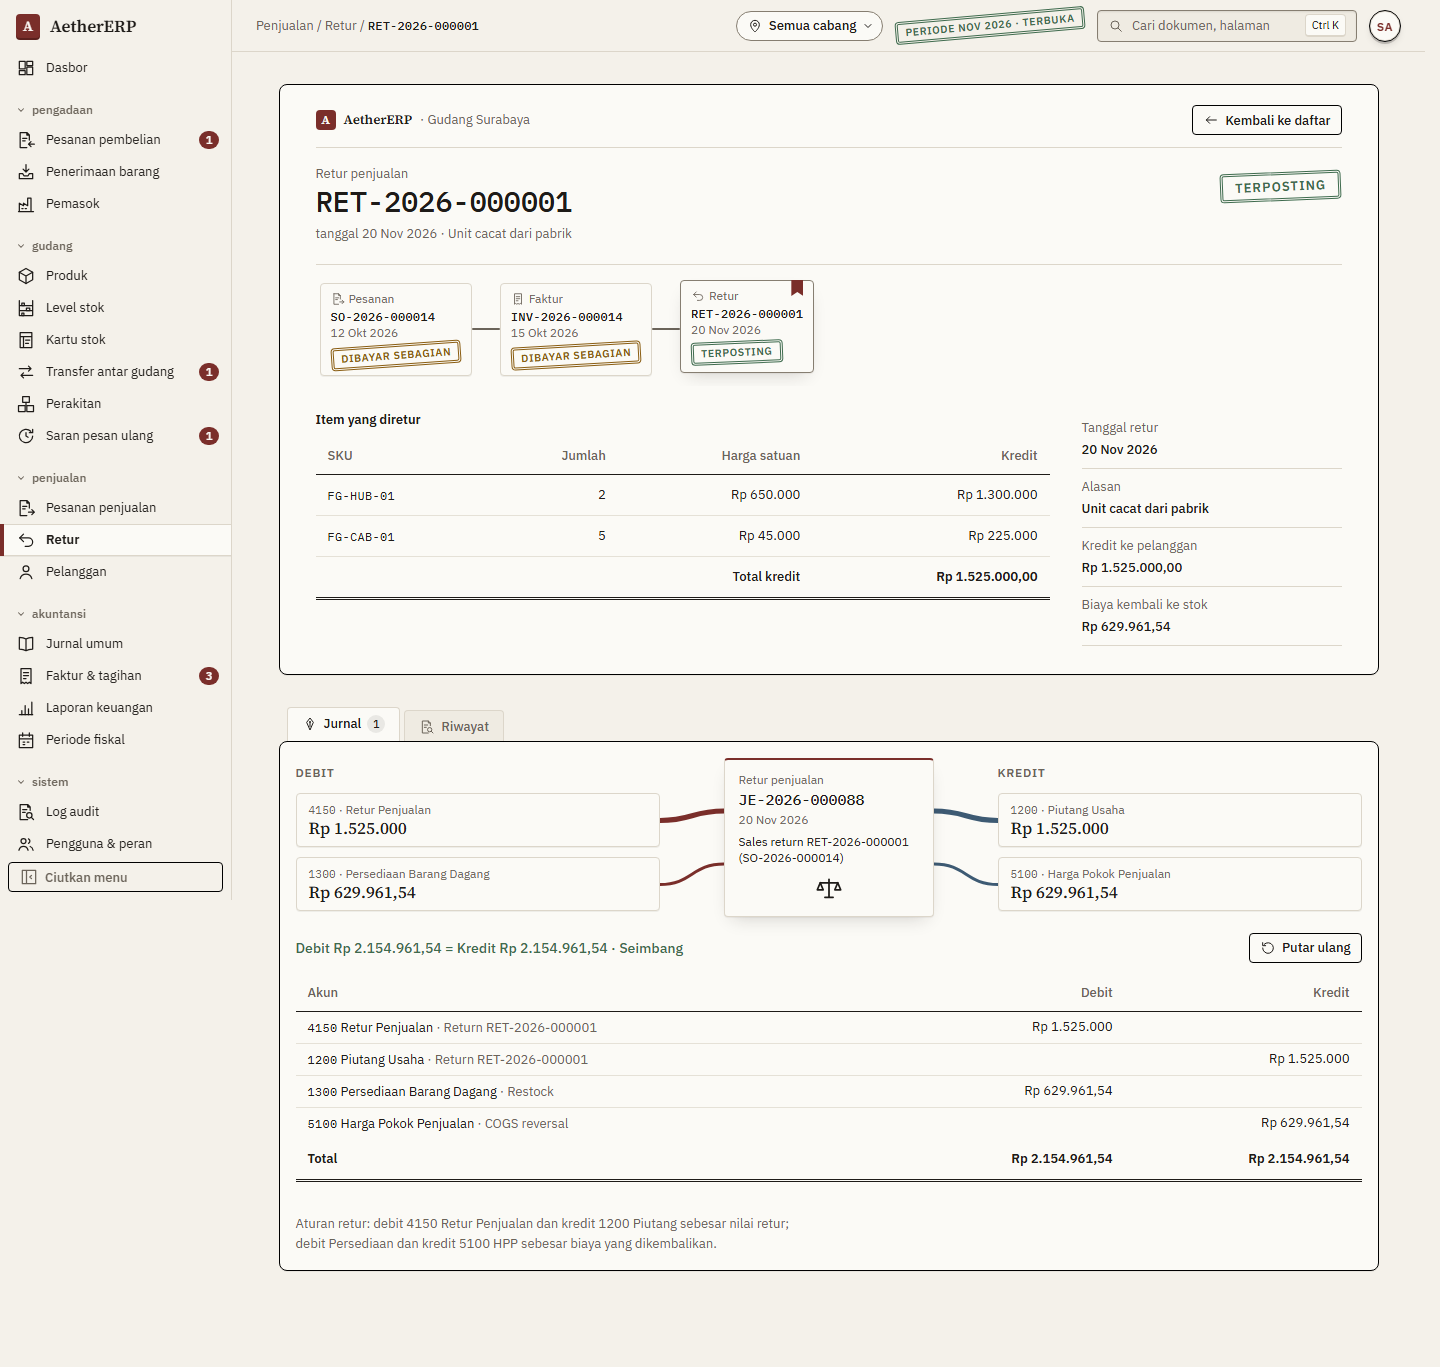 A AetherERP
Penjualan / Retur / RET-2026-000001
Semua cabang
PERIODE NOV 2026 · TERBUKA
Cari dokumen, halaman
Ctrl K
SA
Dasbor
pengadaan
Pesanan pembelian 1
Penerimaan barang
Pemasok
gudang
Produk
Level stok
Kartu stok
Transfer antar gudang 1
Perakitan
Saran pesan ulang 1
penjualan
Pesanan penjualan
Retur
Pelanggan
akuntansi
Jurnal umum
Faktur & tagihan 3
Laporan keuangan
Periode fiskal
sistem
Log audit
Pengguna & peran
Ciutkan menu
A AetherERP · Gudang Surabaya
Kembali ke daftar
Retur penjualan
RET-2026-000001
tanggal 20 Nov 2026 · Unit cacat dari pabrik
TERPOSTING
Pesanan
SO-2026-000014
12 Okt 2026
DIBAYAR SEBAGIAN
Faktur
INV-2026-000014
15 Okt 2026
DIBAYAR SEBAGIAN
Retur
RET-2026-000001
20 Nov 2026
TERPOSTING
Item yang diretur
SKU Jumlah Harga satuan Kredit
FG-HUB-01 2 Rp 650.000 Rp 1.300.000
FG-CAB-01 5 Rp 45.000 Rp 225.000
Total kredit Rp 1.525.000,00
Tanggal retur
20 Nov 2026
Alasan
Unit cacat dari pabrik
Kredit ke pelanggan
Rp 1.525.000,00
Biaya kembali ke stok
Rp 629.961,54
Jurnal 1
Riwayat
DEBIT
4150 · Retur Penjualan
Rp 1.525.000
1300 · Persediaan Barang Dagang
Rp 629.961,54
Retur penjualan
JE-2026-000088
20 Nov 2026
Sales return RET-2026-000001
(SO-2026-000014)
KREDIT
1200 · Piutang Usaha
Rp 1.525.000
5100 · Harga Pokok Penjualan
Rp 629.961,54
Debit Rp 2.154.961,54 = Kredit Rp 2.154.961,54 · Seimbang
Putar ulang
Akun Debit Kredit
4150 Retur Penjualan · Return RET-2026-000001 Rp 1.525.000
1200 Piutang Usaha · Return RET-2026-000001 Rp 1.525.000
1300 Persediaan Barang Dagang · Restock Rp 629.961,54
5100 Harga Pokok Penjualan · COGS reversal Rp 629.961,54
Total Rp 2.154.961,54 Rp 2.154.961,54
Aturan retur: debit 4150 Retur Penjualan dan kredit 1200 Piutang sebesar nilai retur;
debit Persediaan dan kredit 5100 HPP sebesar biaya yang dikembalikan.